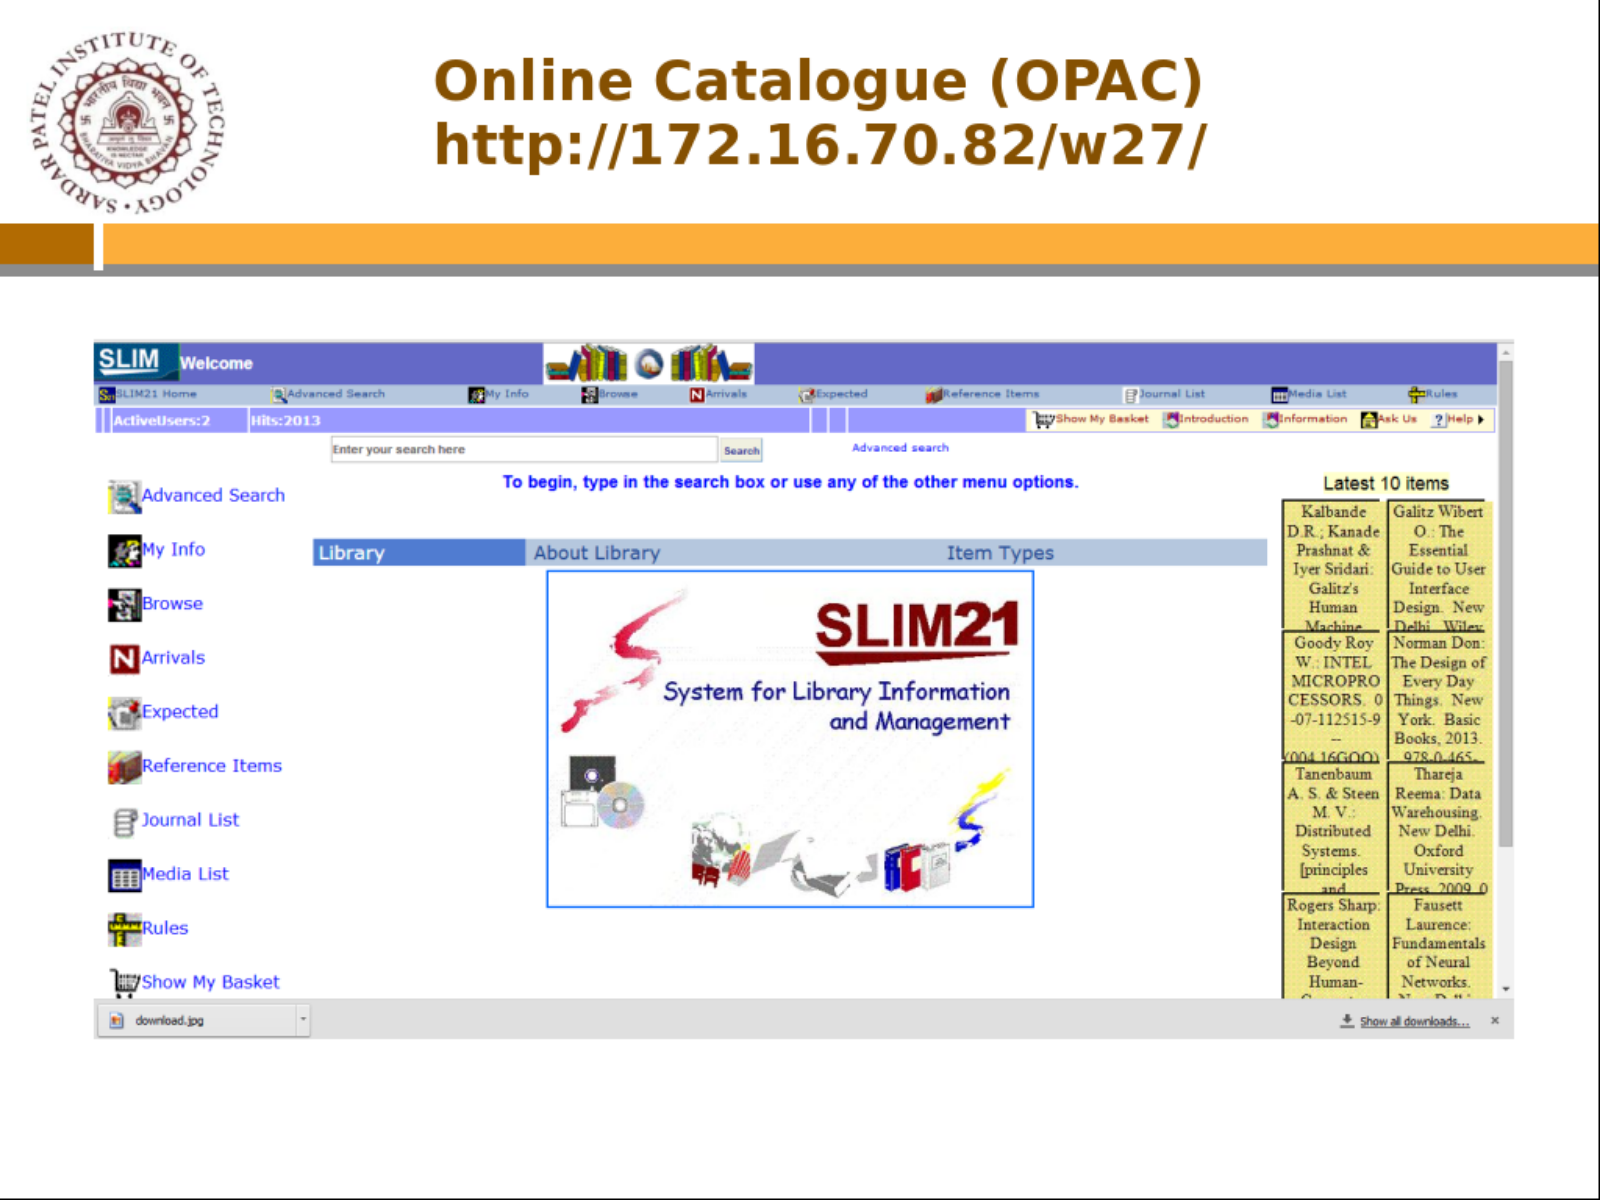 SARDAR PATEL INSTITUTE OF TECHNOLOGY
भारतीय विद्या भवन
KNOWLEDGE
IS NECTAR
BHARATIYA VIDYA BHAVAN
Online Catalogue (OPAC)
http://172.16.70.82/w27/
SLIM Welcome
SLIM21 Home Advanced Search My Info Browse Arrivals Expected Reference Items Journal List Media List Rules
ActiveUsers:2 Hits:2013 Show My Basket Introduction Information Ask Us Help
Enter your search here Search Advanced search
To begin, type in the search box or use any of the other menu options.
Advanced Search
My Info
Browse
Arrivals
Expected
Reference Items
Journal List
Media List
Rules
Show My Basket
Library About Library Item Types
SLIM21
System for Library Information
and Management
Latest 10 items
Kalbande
D.R.; Kanade
Prashnat &
Iyer Sridari:
Galitz's
Human
Machine
Galitz Wibert
O.: The
Essential
Guide to User
Interface
Design. New
Delhi. Wiley
Goody Roy
W.: INTEL
MICROPRO
CESSORS. 0
-07-112515-9
--
(004.16GOO)
Norman Don:
The Design of
Every Day
Things. New
York. Basic
Books, 2013.
978-0-465-
Tanenbaum
A. S. & Steen
M. V.:
Distributed
Systems.
[principles
and
Thareja
Reema: Data
Warehousing.
New Delhi.
Oxford
University
Press. 2009. 0
Rogers Sharp:
Interaction
Design
Beyond
Human-
Fausett
Laurence:
Fundamentals
of Neural
Networks.
download.jpg Show all downloads...